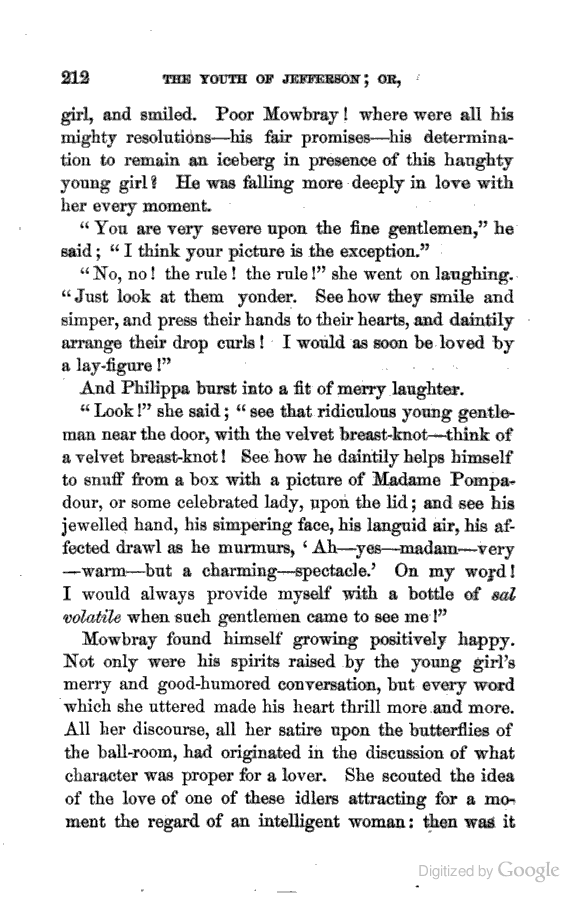 212 THE YOUTH OF JEFFERSON; OR,
girl, and smiled. Poor Mowbray! where were all his
mighty resolutions—his fair promises—his determina-
tion to remain an iceberg in presence of this haughty
young girl? He was falling more deeply in love with
her every moment.
“You are very severe upon the fine gentlemen,” he
said; “I think your picture is the exception.”
“No, no! the rule! the rule!” she went on laughing.
“Just look at them yonder. See how they smile and
simper, and press their hands to their hearts, and daintily
arrange their drop curls! I would as soon be loved by
a lay-figure!”
And Philippa burst into a fit of merry laughter.
“Look!” she said; “see that ridiculous young gentle-
man near the door, with the velvet breast-knot—think of
a velvet breast-knot! See how he daintily helps himself
to snuff from a box with a picture of Madame Pompa-
dour, or some celebrated lady, upon the lid; and see his
jewelled hand, his simpering face, his languid air, his af-
fected drawl as he murmurs, ‘Ah—yes—madam—very
—warm—but a charming—spectacle.’ On my word!
I would always provide myself with a bottle of sal
volatile when such gentlemen came to see me!”
Mowbray found himself growing positively happy.
Not only were his spirits raised by the young girl’s
merry and good-humored conversation, but every word
which she uttered made his heart thrill more and more.
All her discourse, all her satire upon the butterflies of
the ball-room, had originated in the discussion of what
character was proper for a lover. She scouted the idea
of the love of one of these idlers attracting for a mo-
ment the regard of an intelligent woman: then was it
Digitized by Google